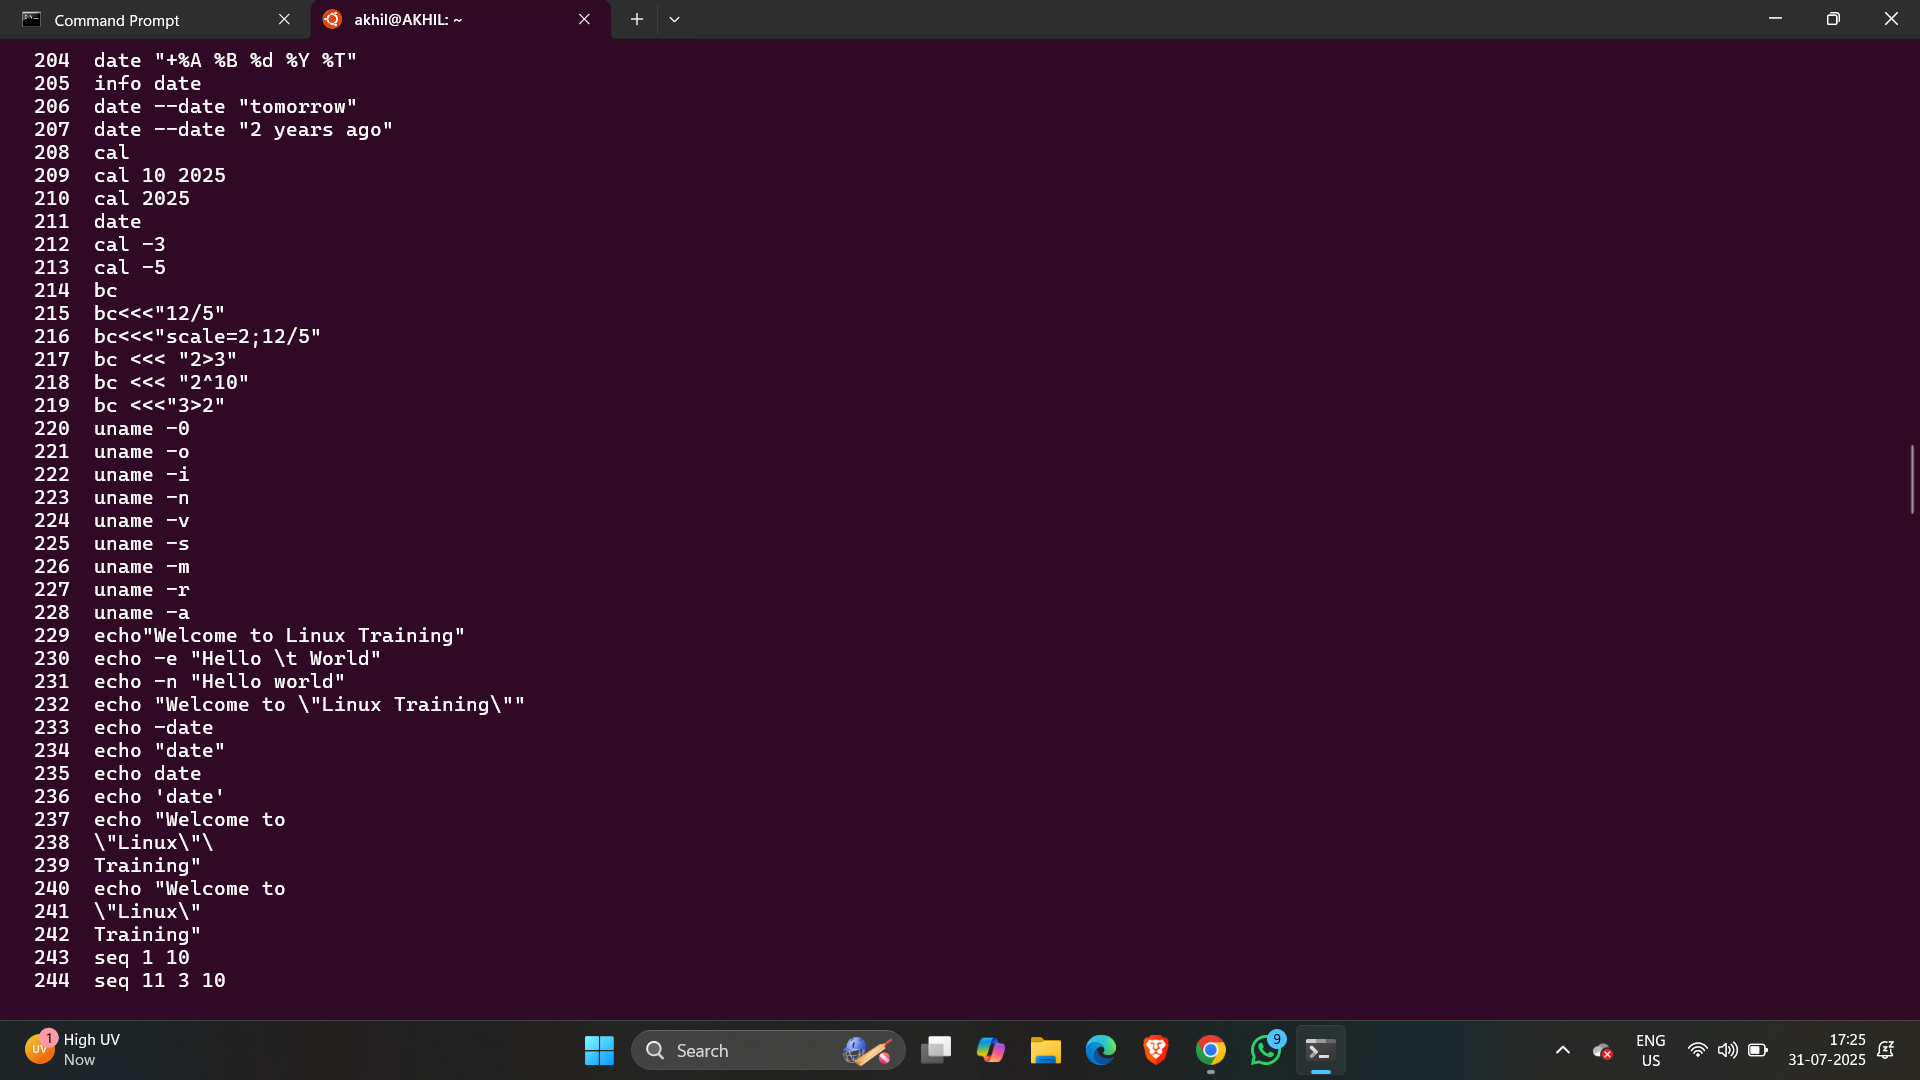 Command Prompt
akhil@AKHIL: ~
204 date "+%A %B %d %Y %T"
205 info date
206 date --date "tomorrow"
207 date --date "2 years ago"
208 cal
209 cal 10 2025
210 cal 2025
211 date
212 cal -3
213 cal -5
214 bc
215 bc<<<"12/5"
216 bc<<<"scale=2;12/5"
217 bc <<< "2>3"
218 bc <<< "2^10"
219 bc <<<"3>2"
220 uname -0
221 uname -o
222 uname -i
223 uname -n
224 uname -v
225 uname -s
226 uname -m
227 uname -r
228 uname -a
229 echo"Welcome to Linux Training"
230 echo -e "Hello \t World"
231 echo -n "Hello world"
232 echo "Welcome to \"Linux Training\""
233 echo -date
234 echo "date"
235 echo date
236 echo 'date'
237 echo "Welcome to
238 \"Linux\"\
239 Training"
240 echo "Welcome to
241 \"Linux\"
242 Training"
243 seq 1 10
244 seq 11 3 10
UV
1
High UV
Now
Search
9
ENG
US
17:25
31-07-2025